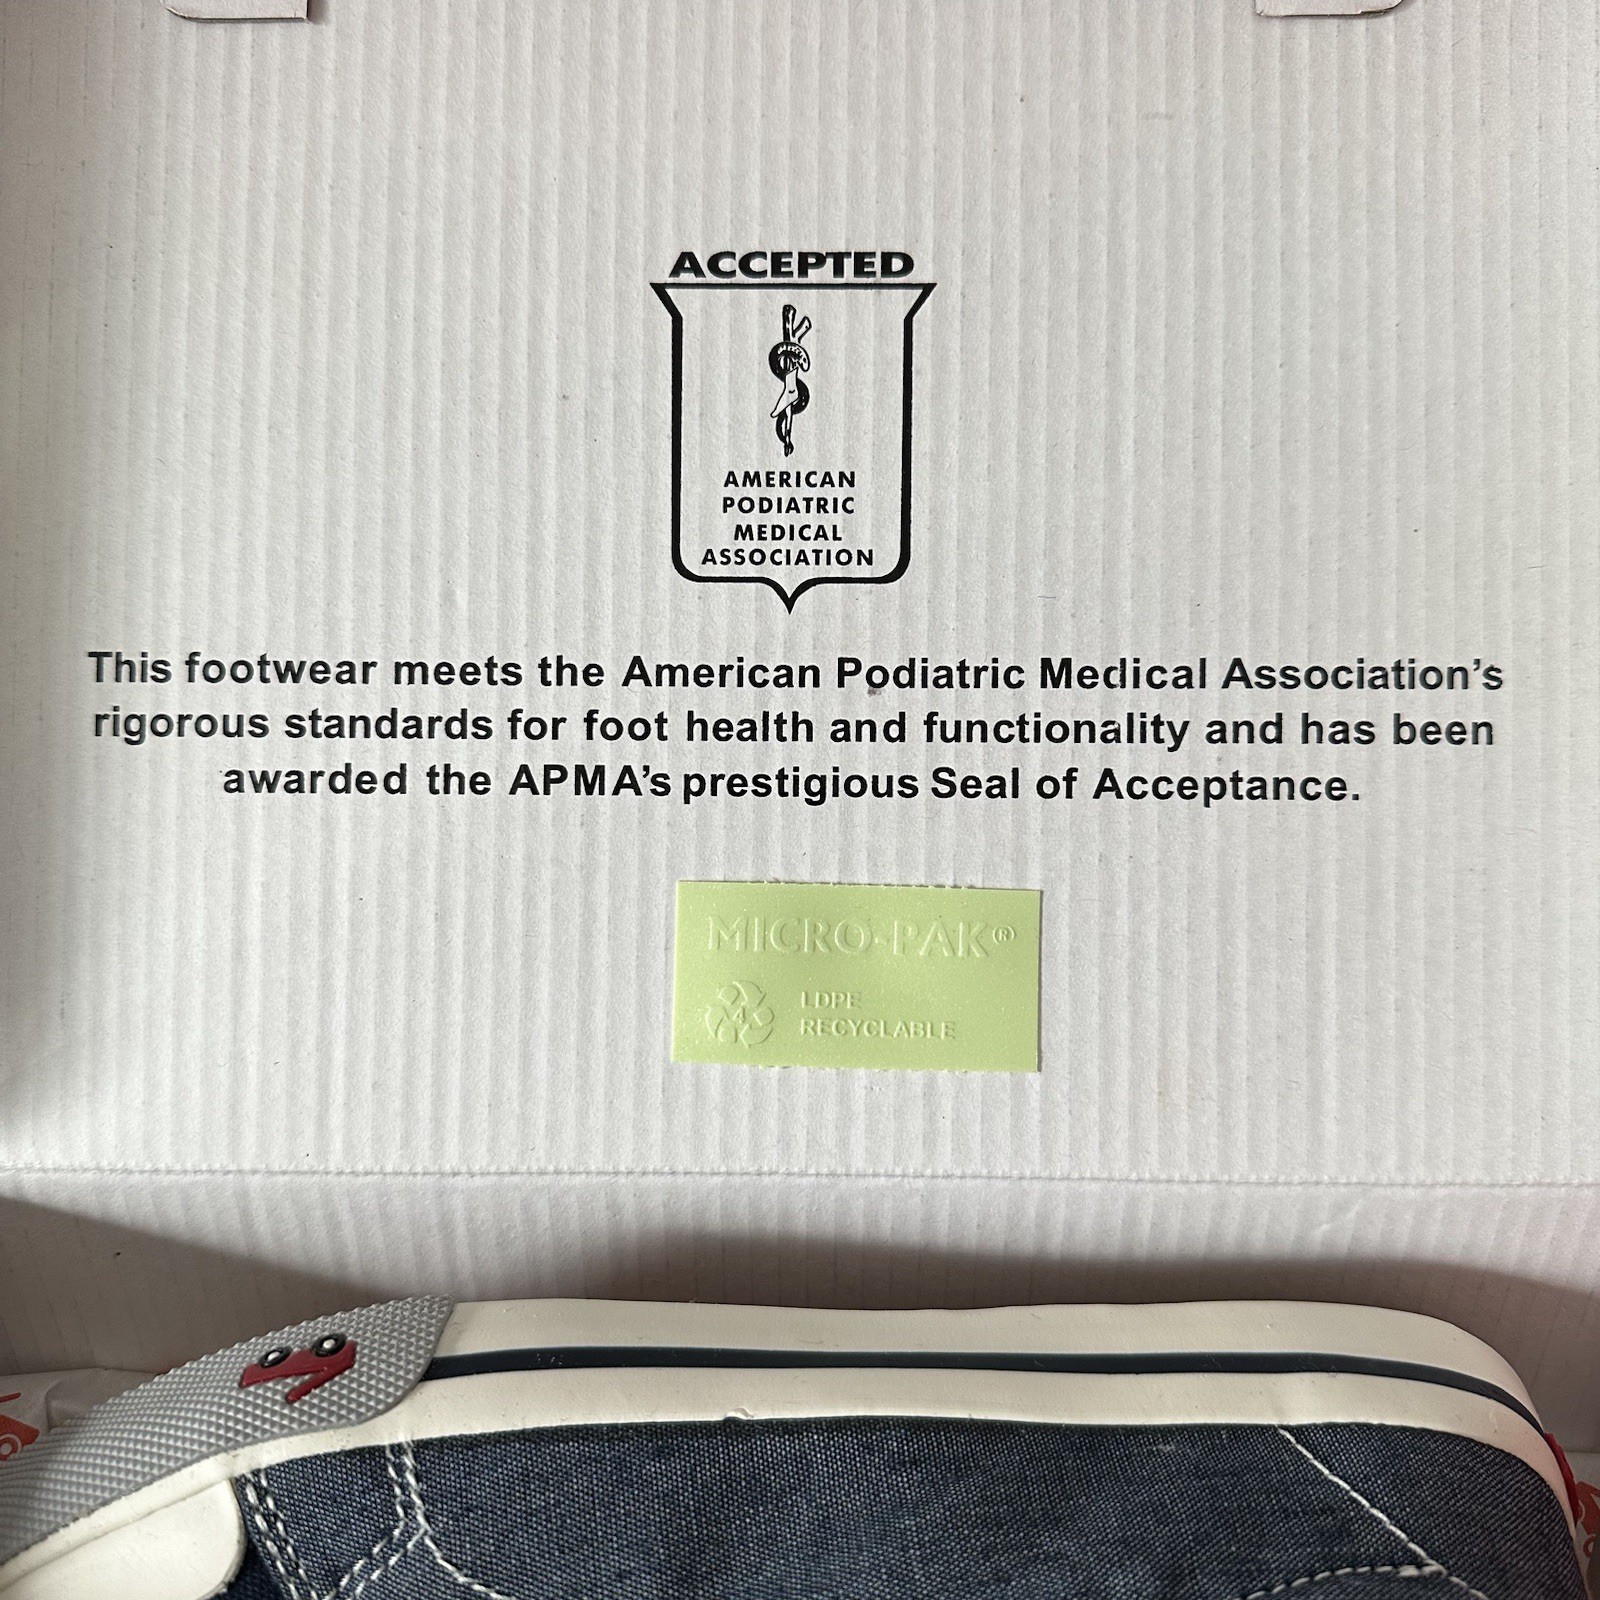 ACCEPTED
AMERICAN
PODIATRIC
MEDICAL
ASSOCIATION
This footwear meets the American Podiatric Medical Association's
rigorous standards for foot health and functionality and has been
awarded the APMA's prestigious Seal of Acceptance.
MICRO-PAK®
4
LDPE
RECYCLABLE